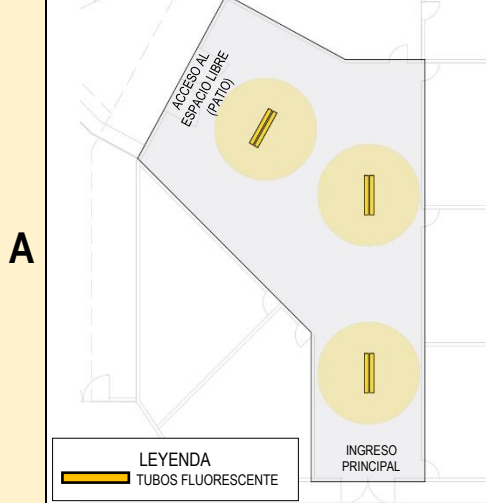 ACCESO AL
ESPACIO LIBRE
(PATIO)
A
INGRESO
PRINCIPAL
LEYENDA
TUBOS FLUORESCENTE